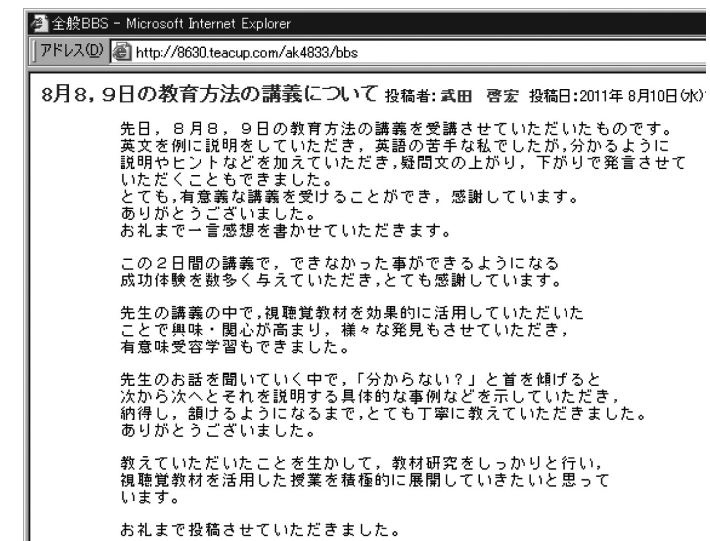 全般BBS - Microsoft Internet Explorer
アドレス(D) http://8630.teacup.com/ak4833/bbs
8月8，9日の教育方法の講義について 投稿者:武田　啓宏 投稿日:2011年 8月10日(水)
先日，８月８，９日の教育方法の講義を受講させていただいたものです。
英文を例に説明をしていただき，英語の苦手な私でしたが,分かるように
説明やヒントなどを加えていただき,疑問文の上がり，下がりで発言させて
いただくこともできました。
とても,有意義な講義を受けることができ，感謝しています。
ありがとうございました。
お礼まで一言感想を書かせていただきます。
この２日間の講義で，できなかった事ができるようになる
成功体験を数多く与えていただき,とても感謝しています。
先生の講義の中で,視聴覚教材を効果的に活用していただいた
ことで興味・関心が高まり，様々な発見もさせていただき，
有意味受容学習もできました。
先生のお話を聞いていく中で，「分からない？」と首を傾げると
次から次へとそれを説明する具体的な事例などを示していただき，
納得し，頷けるようになるまで,とても丁寧に教えていただきました。
ありがとうございました。
教えていただいたことを生かして，教材研究をしっかりと行い，
視聴覚教材を活用した授業を積極的に展開していきたいと思って
います。
お礼まで投稿させていただきました。